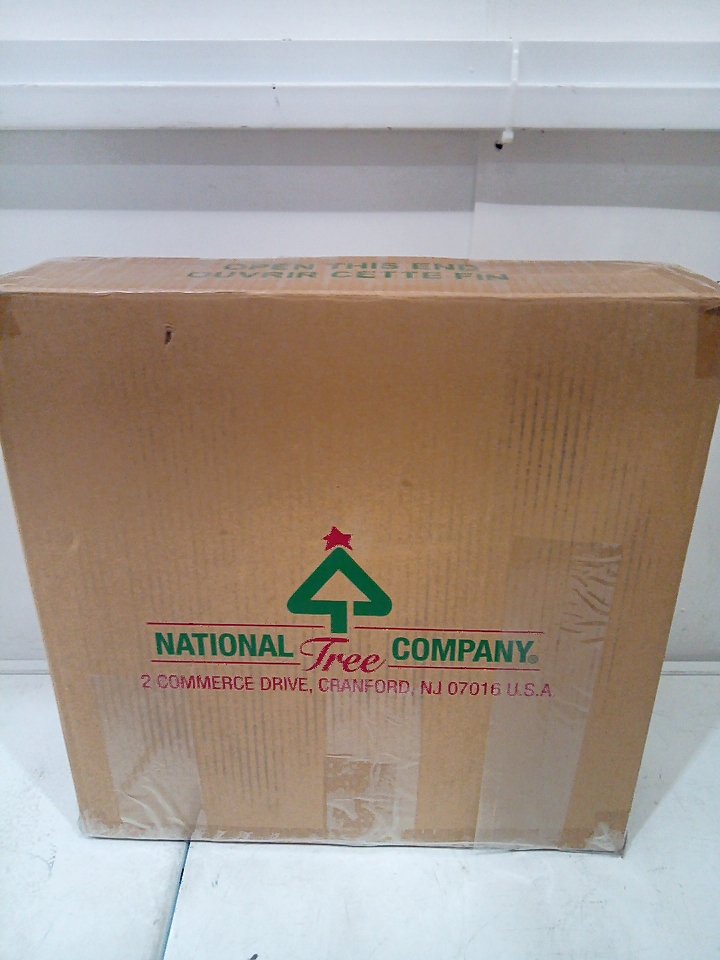 OPEN THIS END
OUVRIR CETTE FIN
NATIONAL Tree COMPANY®
2 COMMERCE DRIVE, CRANFORD, NJ 07016 U.S.A.